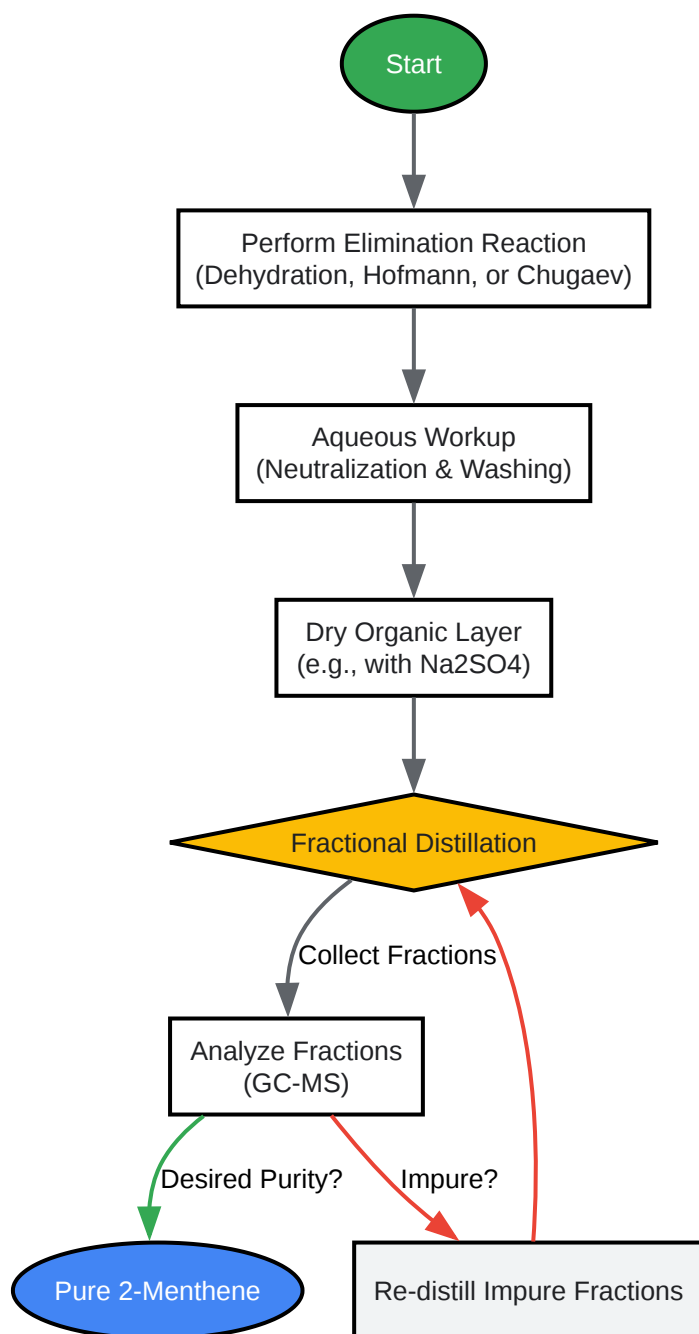 Start
Perform Elimination Reaction
(Dehydration, Hofmann, or Chugaev)
Aqueous Workup
(Neutralization & Washing)
Dry Organic Layer
(e.g., with Na2SO4)
Fractional Distillation
Collect Fractions
Analyze Fractions
(GC-MS)
Desired Purity?
Impure?
Pure 2-Menthene
Re-distill Impure Fractions